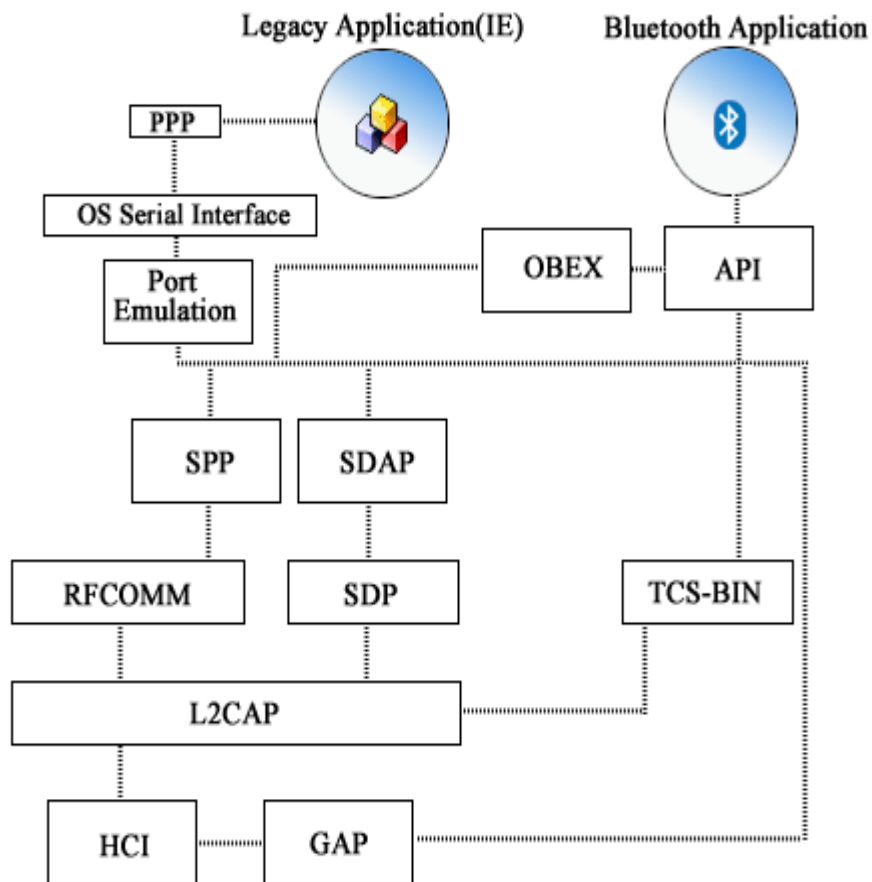 Legacy Application(IE)
Bluetooth Application
PPP
OS Serial Interface
OBEX
API
Port
Emulation
SPP
SDAP
RFCOMM
SDP
TCS-BIN
L2CAP
HCI
GAP